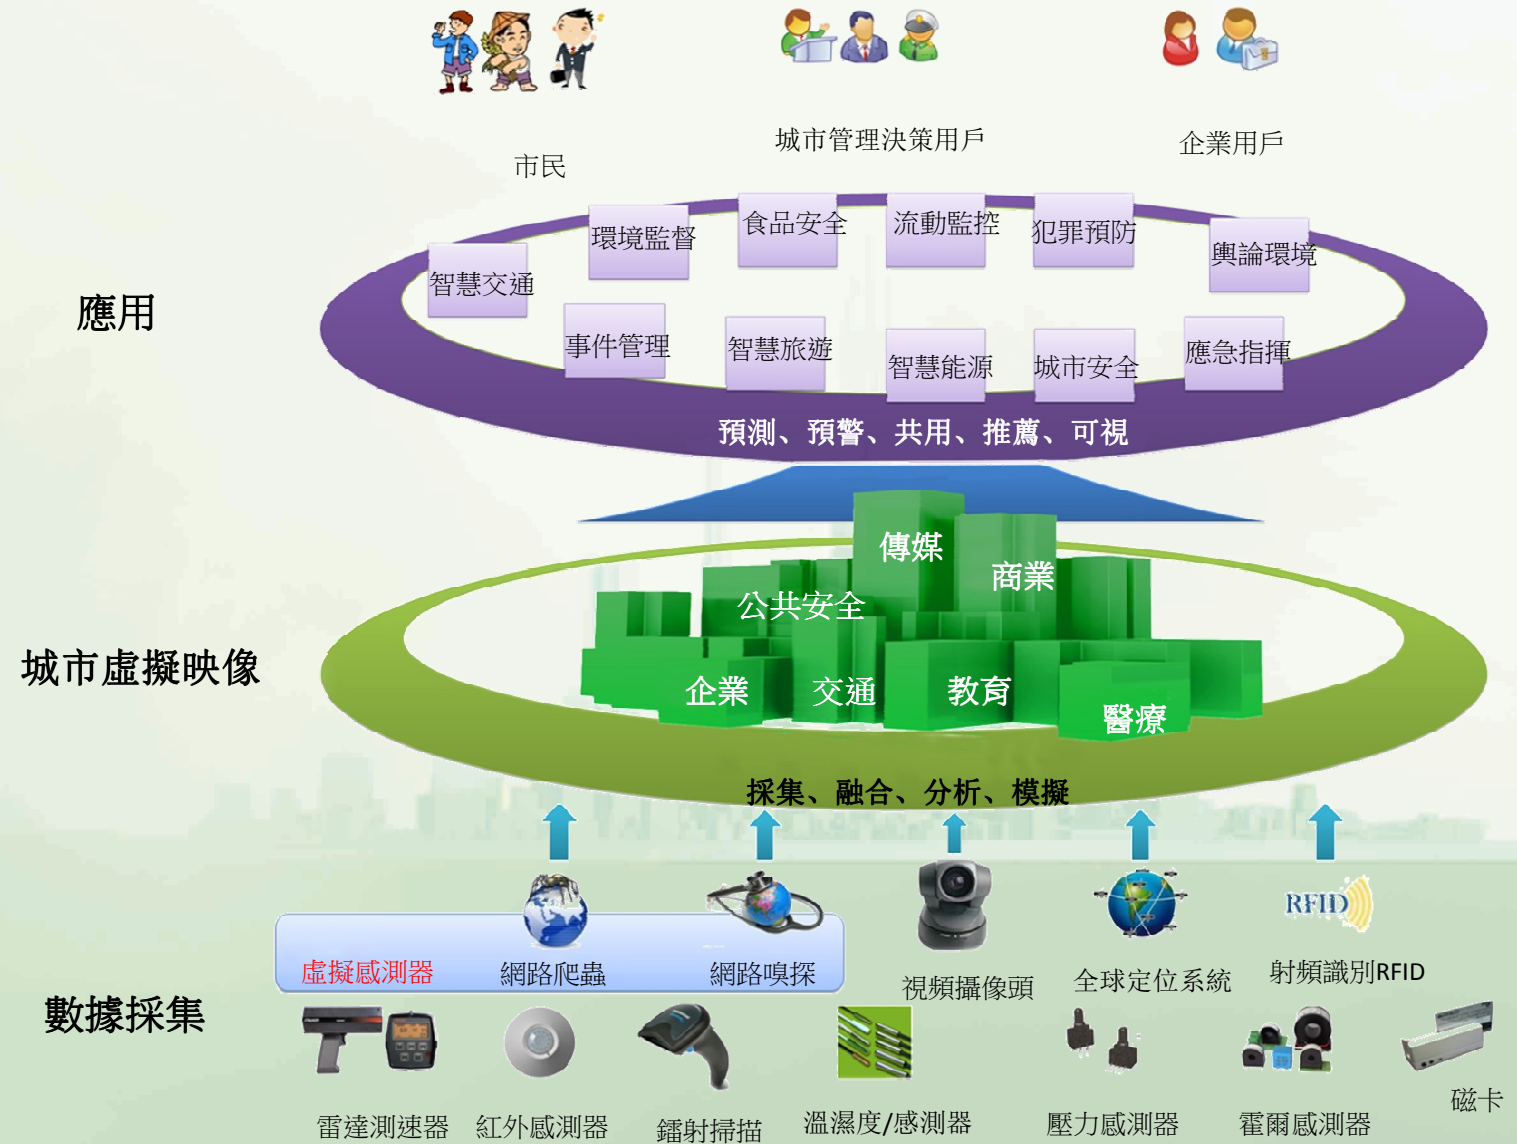 市民
城市管理決策用戶
企業用戶
應用
智慧交通
環境監督
食品安全
流動監控
犯罪預防
輿論環境
事件管理
智慧旅遊
智慧能源
城市安全
應急指揮
預測、預警、共用、推薦、可視
城市虛擬映像
傳媒
商業
公共安全
企業
交通
教育
醫療
採集、融合、分析、模擬
數據採集
虛擬感測器
網路爬蟲
網路嗅探
視頻攝像頭
全球定位系統
RFID
射頻識別RFID
雷達測速器
紅外感測器
鐳射掃描
溫濕度/感測器
壓力感測器
霍爾感測器
磁卡